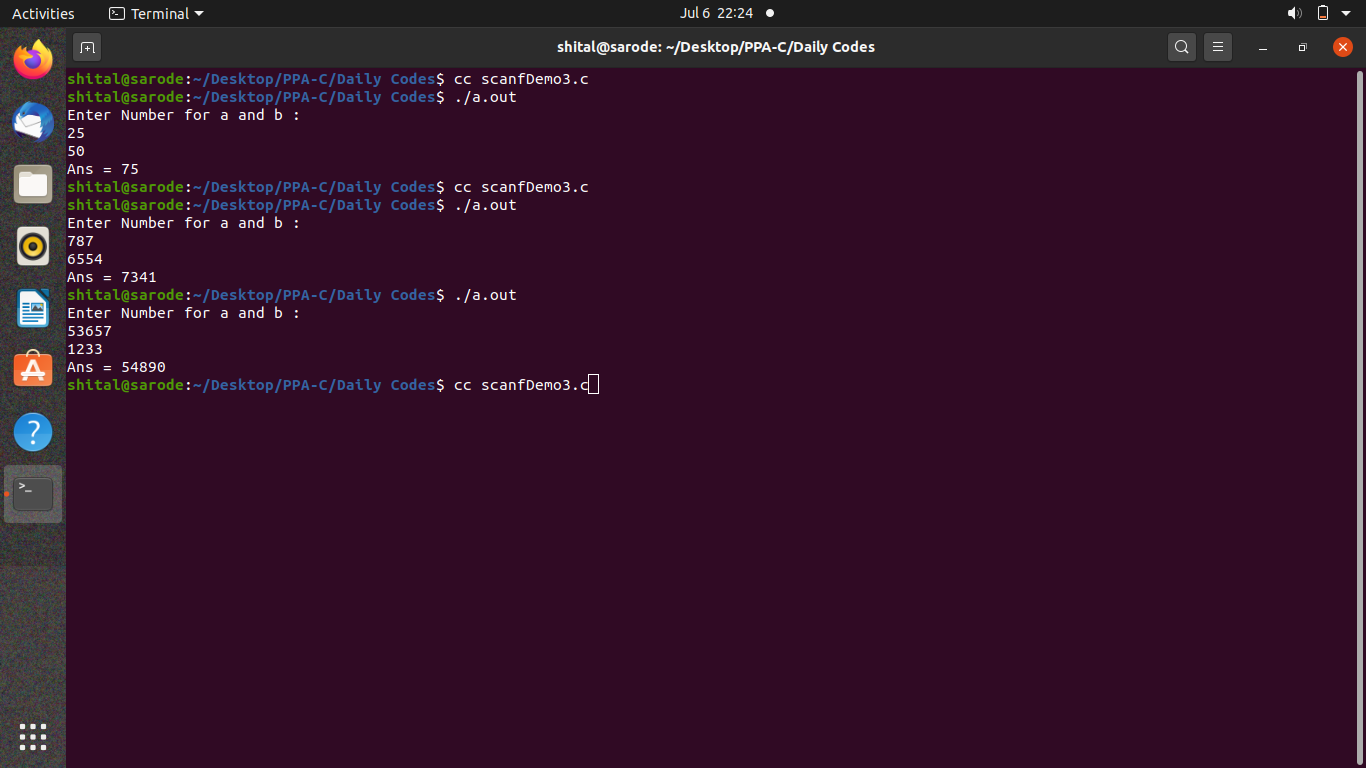 Activities Terminal Jul 6 22:24
shital@sarode: ~/Desktop/PPA-C/Daily Codes
shital@sarode:~/Desktop/PPA-C/Daily Codes$ cc scanfDemo3.c
shital@sarode:~/Desktop/PPA-C/Daily Codes$ ./a.out
Enter Number for a and b :
25
50
Ans = 75
shital@sarode:~/Desktop/PPA-C/Daily Codes$ cc scanfDemo3.c
shital@sarode:~/Desktop/PPA-C/Daily Codes$ ./a.out
Enter Number for a and b :
787
6554
Ans = 7341
shital@sarode:~/Desktop/PPA-C/Daily Codes$ ./a.out
Enter Number for a and b :
53657
1233
Ans = 54890
shital@sarode:~/Desktop/PPA-C/Daily Codes$ cc scanfDemo3.c